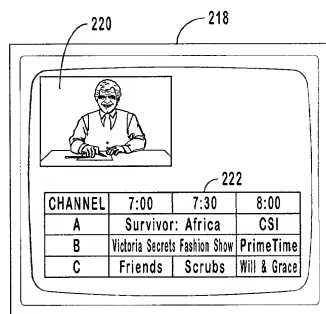 220
218
222
CHANNEL 7:00 7:30 8:00
A Survivor: Africa CSI
B Victoria Secrets Fashion Show PrimeTime
C Friends Scrubs Will & Grace